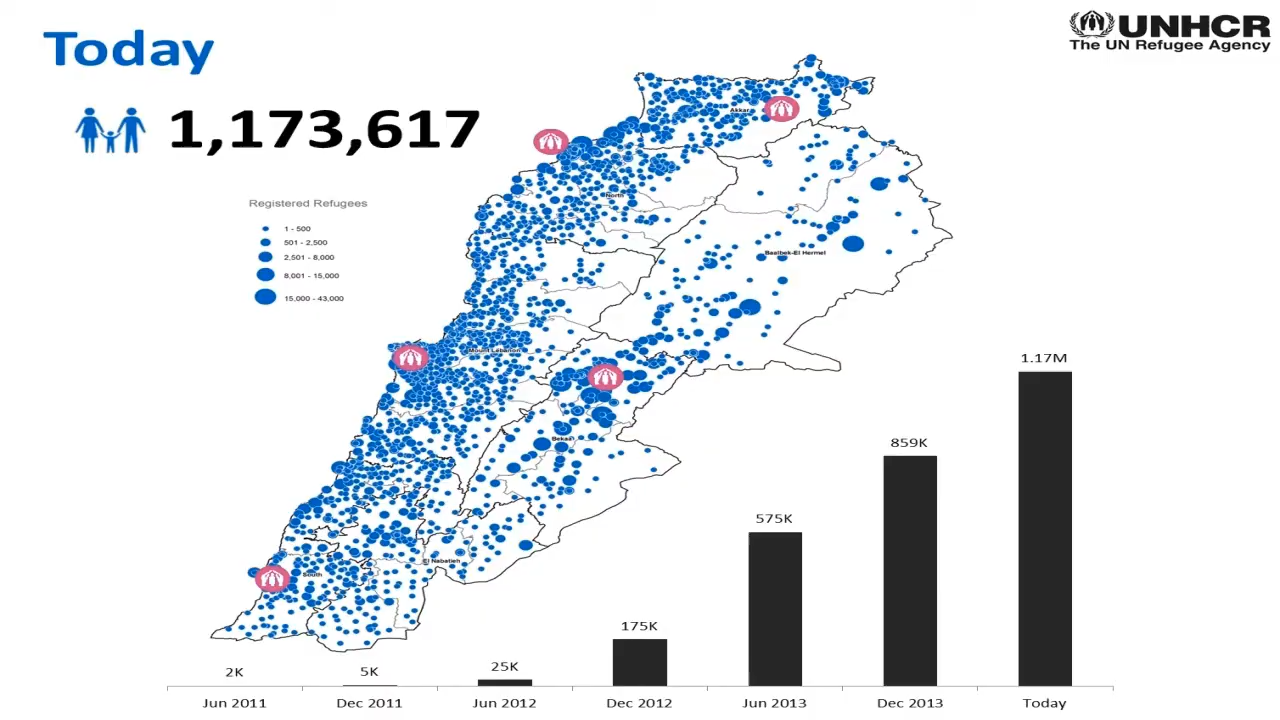 Today
UNHCR
The UN Refugee Agency
1,173,617
Registered Refugees
1 - 500
501 - 2,500
2,501 - 8,000
8,001 - 15,000
15,000 - 43,000
Akkar
North
Baalbek-El Hermel
Mount Lebanon
Bekaa
El Nabatieh
South
1.17M
859K
575K
175K
25K
5K
2K
Jun 2011
Dec 2011
Jun 2012
Dec 2012
Jun 2013
Dec 2013
Today